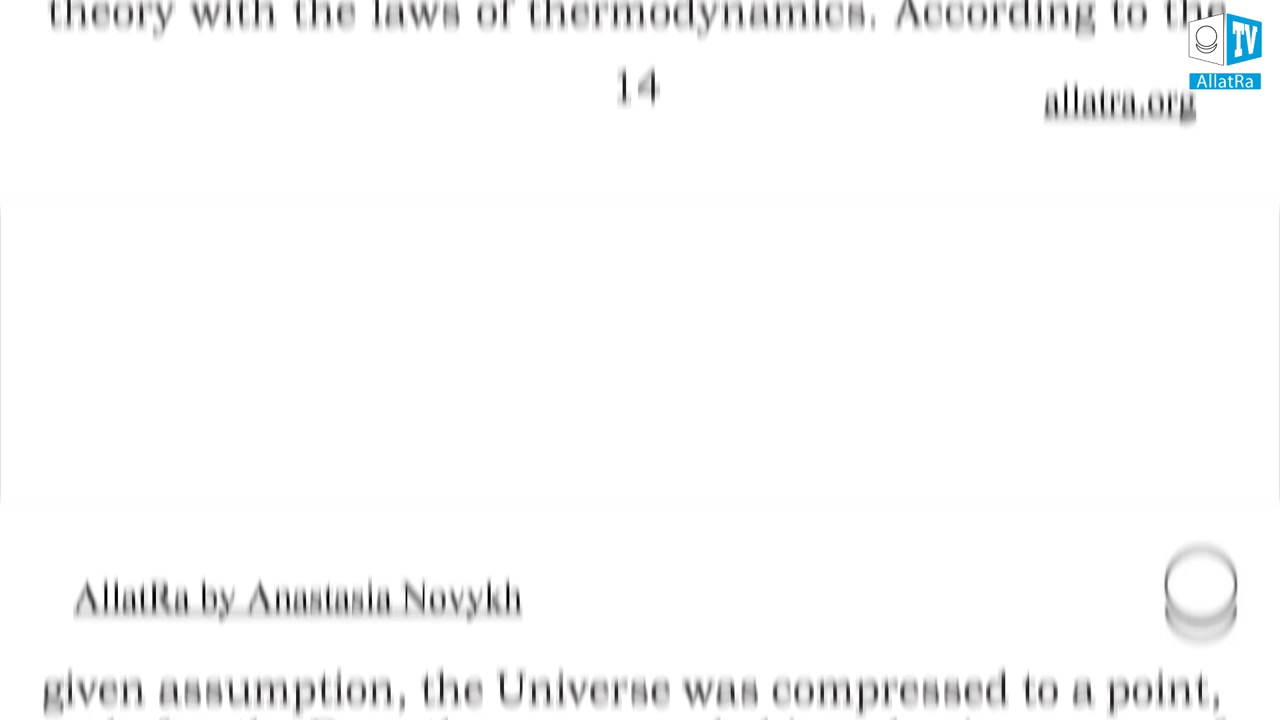 theory with the laws of thermodynamics. According to the
TV
AllatRa
14
allatra.org
AllatRa by Anastasia Novykh
given assumption, the Universe was compressed to a point,